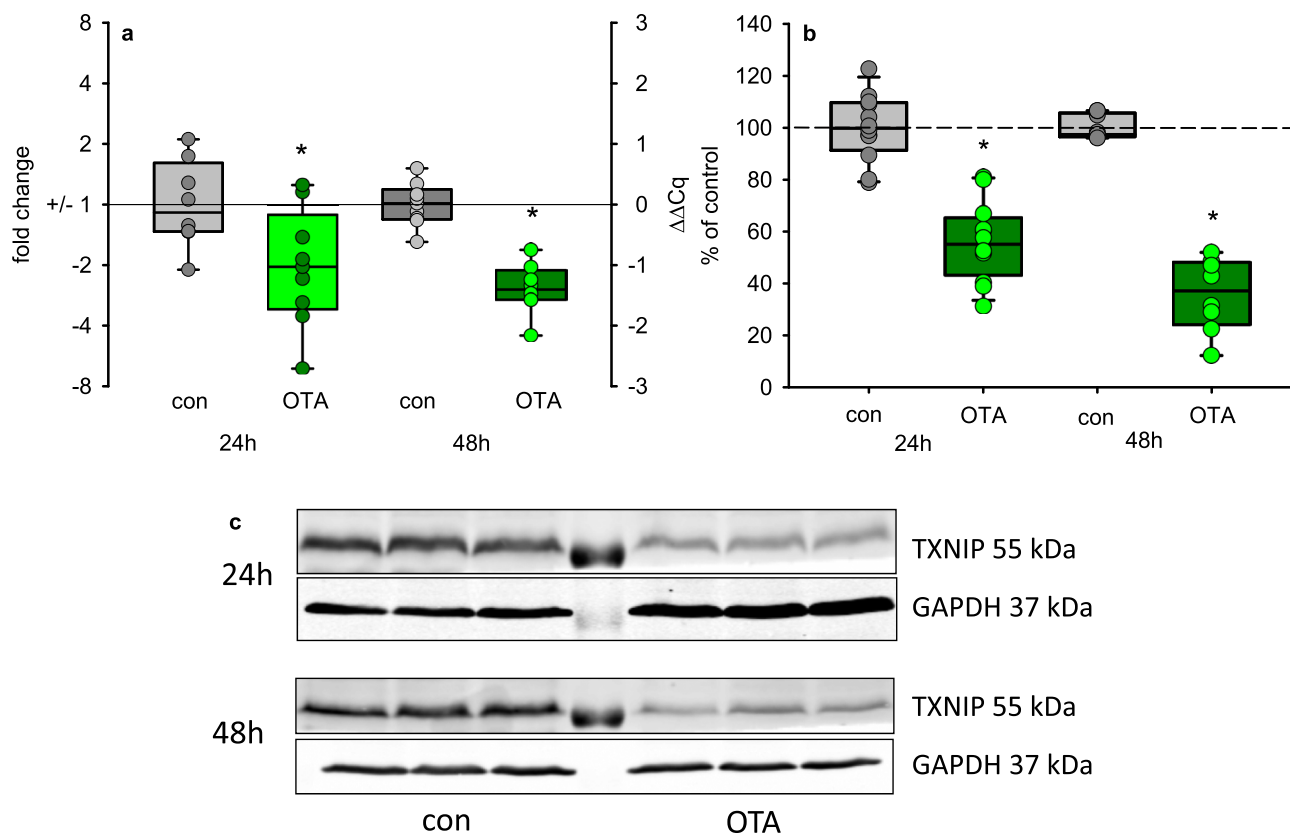 a
fold change
8
4
2
+/- 1
-2
-4
-8
*
*
3
2
1
0
-1
-2
-3
ΔΔCq
con
OTA
con
OTA
24h
48h
b
% of control
140
120
100
80
60
40
20
0
*
*
con
OTA
con
OTA
24h
48h
c
24h
TXNIP 55 kDa
GAPDH 37 kDa
48h
TXNIP 55 kDa
GAPDH 37 kDa
con
OTA